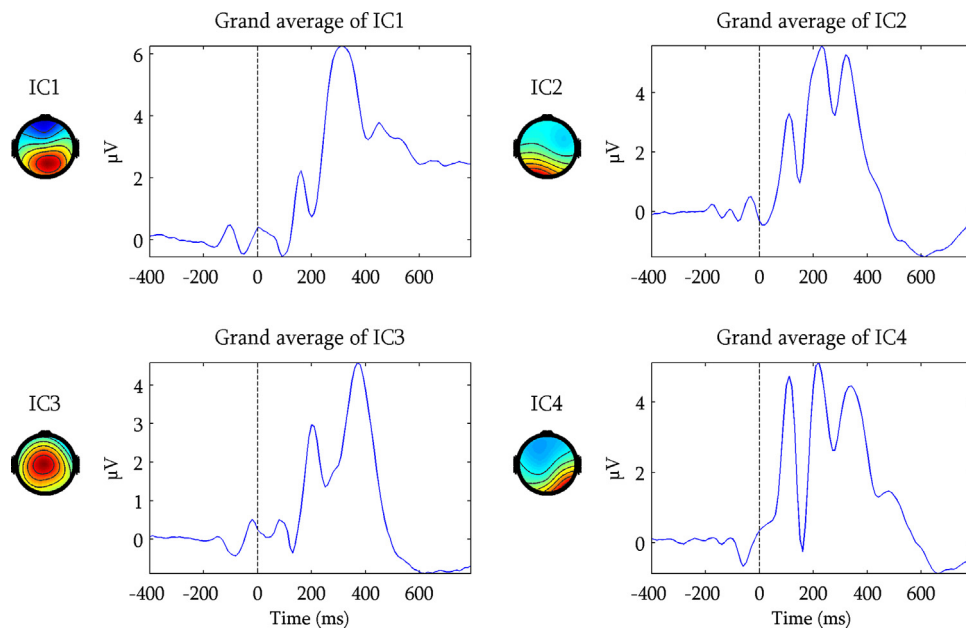 Grand average of IC1
IC1
µV
6
4
2
0
-400 -200 0 200 400 600
Grand average of IC2
IC2
µV
4
2
0
-400 -200 0 200 400 600
Grand average of IC3
IC3
µV
4
3
2
1
0
-400 -200 0 200 400 600
Time (ms)
Grand average of IC4
IC4
µV
4
2
0
-400 -200 0 200 400 600
Time (ms)